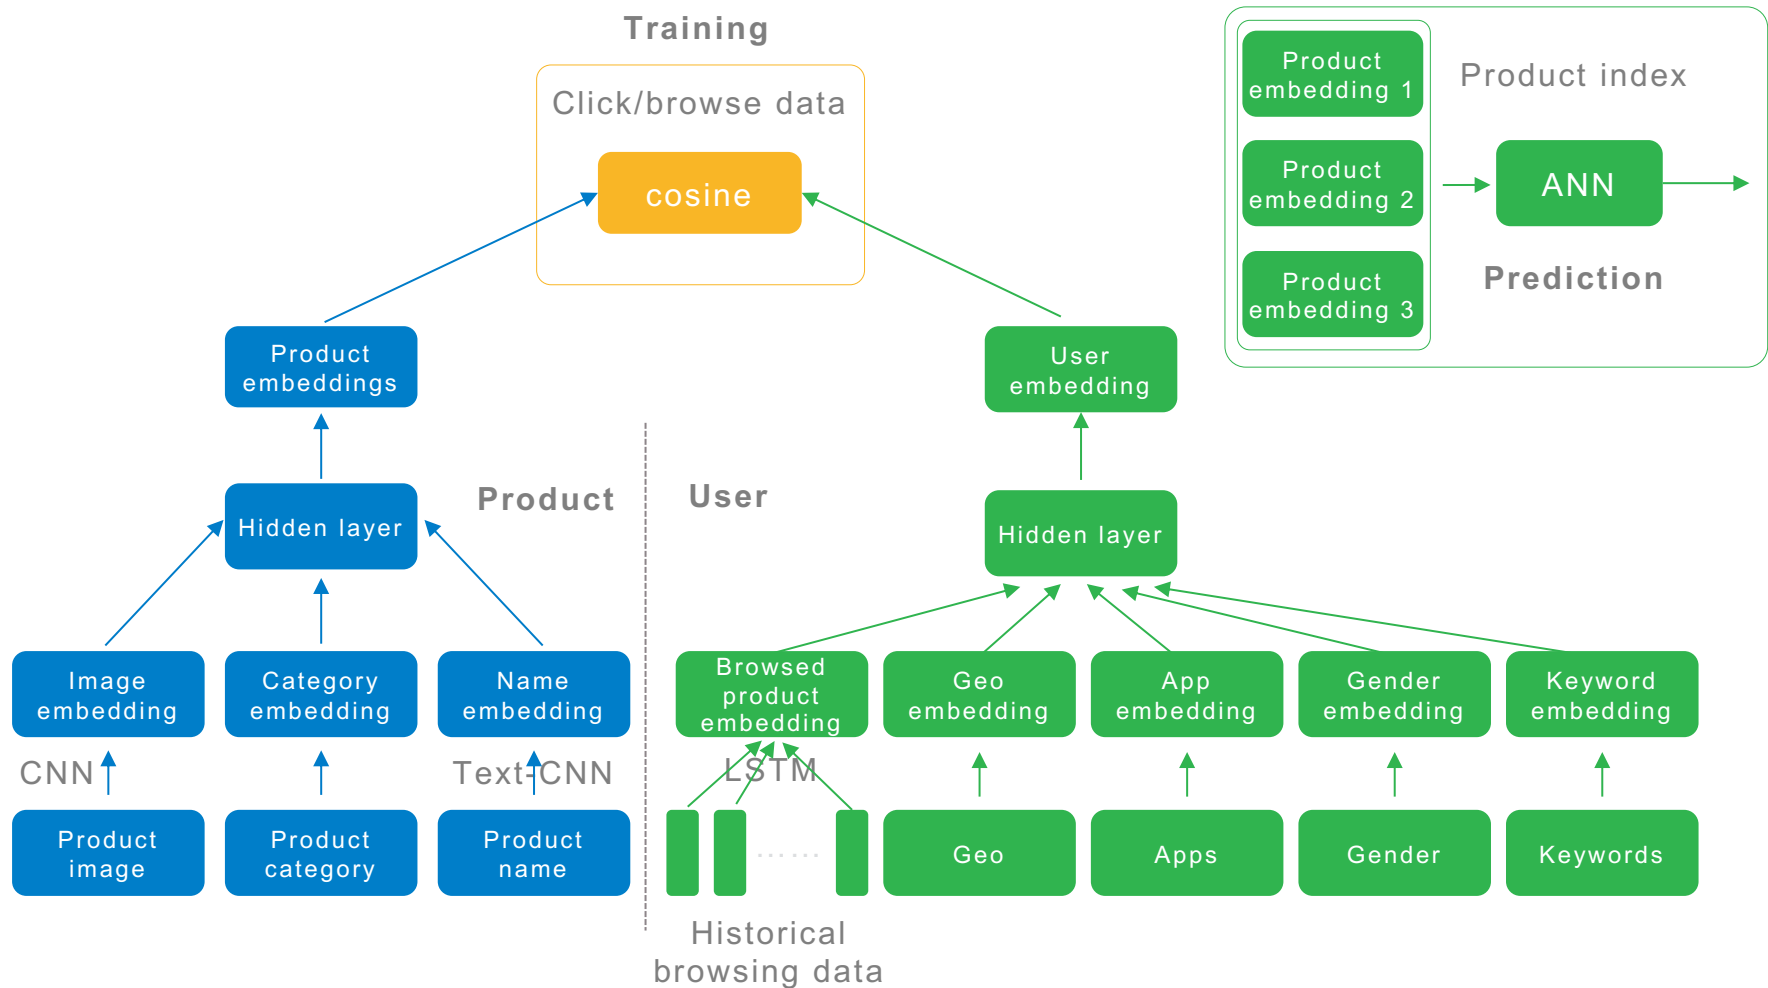 Training
Click/browse data
cosine
Product
embedding 1
Product
embedding 2
Product
embedding 3
Product index
ANN
Prediction
Product
embeddings
User
embedding
Product
User
Hidden layer
Hidden layer
Image
embedding
Category
embedding
Name
embedding
Browsed
product
embedding
Geo
embedding
App
embedding
Gender
embedding
Keyword
embedding
CNN
Text-CNN
LSTM
Product
image
Product
category
Product
name
……
Geo
Apps
Gender
Keywords
Historical
browsing data